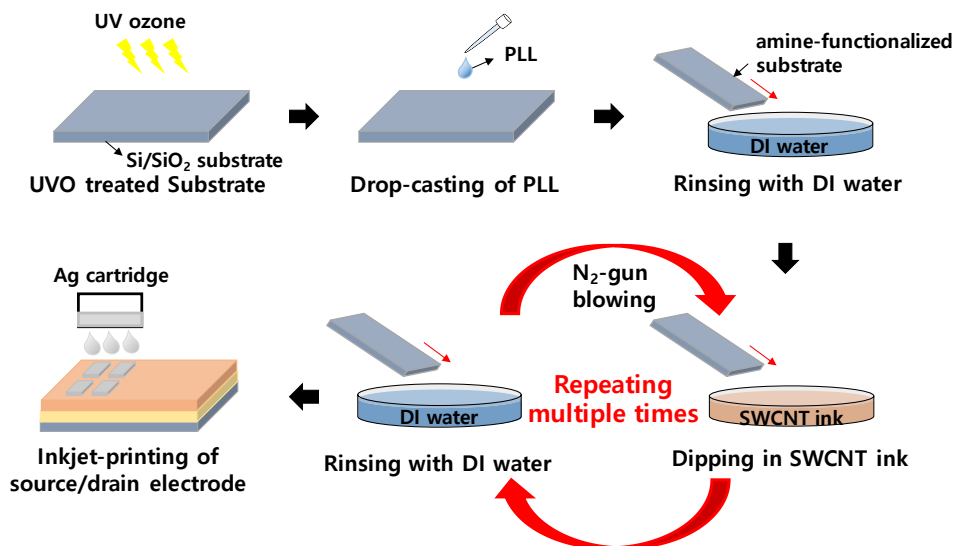 UV ozone
Si/SiO₂ substrate
UVO treated Substrate
PLL
Drop-casting of PLL
amine-functionalized
substrate
DI water
Rinsing with DI water
N₂-gun
blowing
SWCNT ink
Dipping in SWCNT ink
Repeating
multiple times
DI water
Rinsing with DI water
Ag cartridge
Inkjet-printing of
source/drain electrode